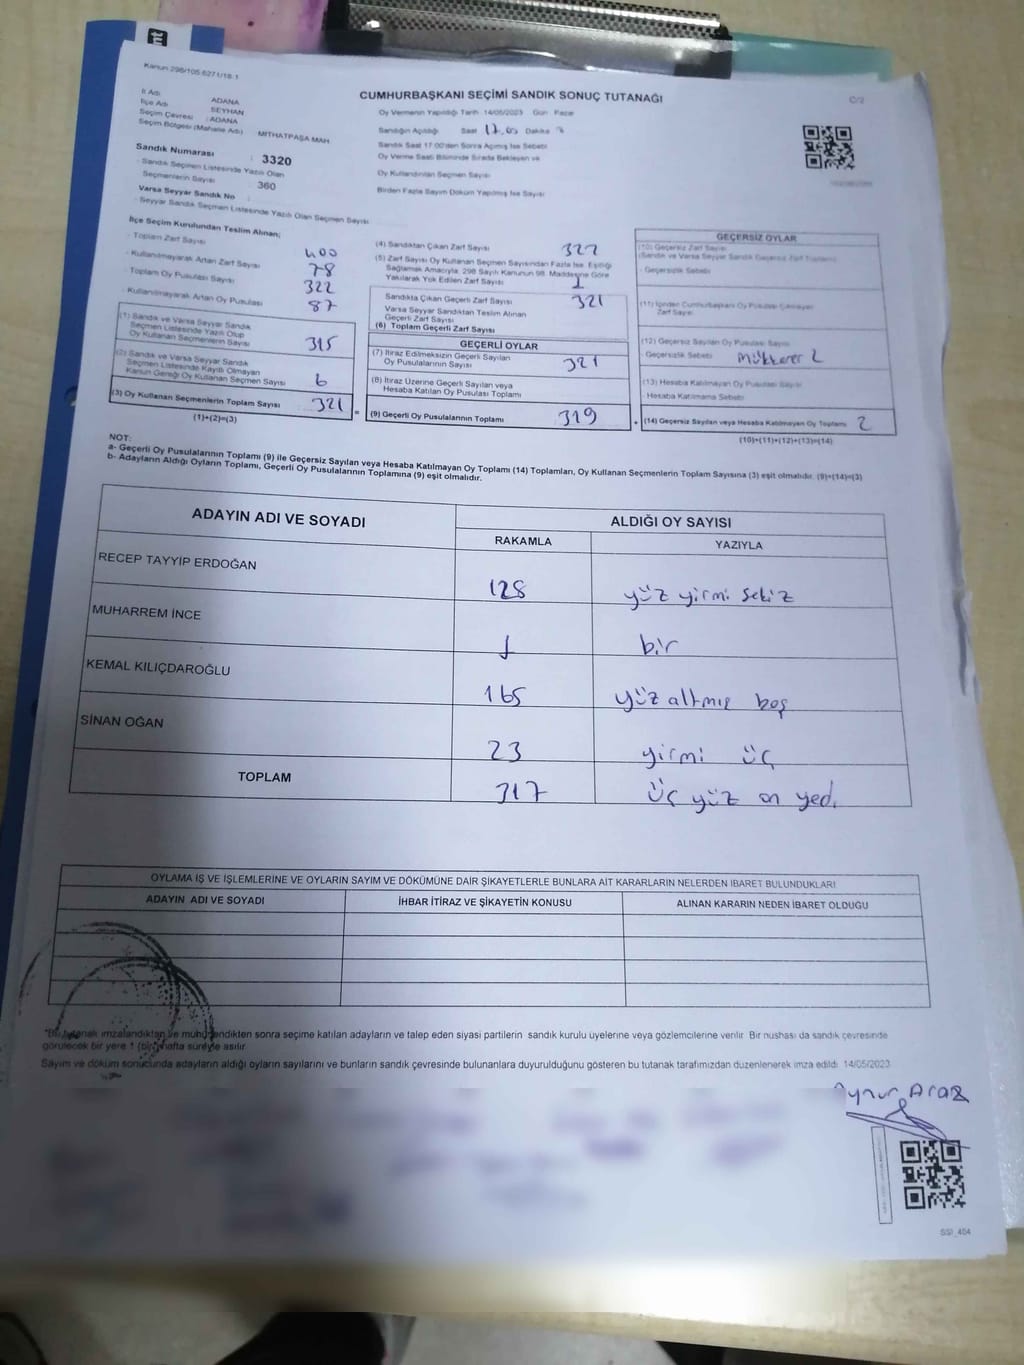 nt
Kanun 298/105 6271/18.1
CUMHURBAŞKANI SEÇİMİ SANDIK SONUÇ TUTANAĞI
C/2
İl Adı ADANA
İlçe Adı SEYHAN
Seçim Çevresi : ADANA
Seçim Bölgesi (Mahalle Adı) MİTHATPAŞA MAH.
Oy Vermenin Yapıldığı Tarih 14/05/2023 Gün Pazar
Sandığın Açıldığı Saat 17.00 Dakika
Sandık Saat 17:00'den Sonra Açılmış İse Sebebi
Oy Verme Saati Bitiminde Sırada Bekleyen ve
Oy Kullandırılan Seçmen Sayısı
Birden Fazla Sayım Döküm Yapılmış İse Sayısı
Sandık Numarası : 3320
- Sandık Seçmen Listesinde Yazılı Olan
Seçmenlerin Sayısı : 360
Varsa Seyyar Sandık No
- Seyyar Sandık Seçmen Listesinde Yazılı Olan Seçmen Sayısı
İlçe Seçim Kurulundan Teslim Alınan;
- Toplam Zarf Sayısı 400
- Kullanılmayarak Artan Zarf Sayısı 78
- Toplam Oy Pusulası Sayısı 322
- Kullanılmayarak Artan Oy Pusulası 87
(1) Sandık ve Varsa Seyyar Sandık
Seçmen Listesinde Yazılı Olup
Oy Kullanan Seçmenlerin Sayısı 315
(2) Sandık ve Varsa Seyyar Sandık
Seçmen Listesinde Kayıtlı Olmayan
Kanun Gereği Oy Kullanan Seçmen Sayısı 6
(3) Oy Kullanan Seçmenlerin Toplam Sayısı 321
(1)+(2)=(3)
(4) Sandıktan Çıkan Zarf Sayısı 322
(5) Zarf Sayısı Oy Kullanan Seçmen Sayısından Fazla İse, Eşitliği
Sağlamak Amacıyla, 298 Sayılı Kanunun 98. Maddesine Göre
Yakılarak Yok Edilen Zarf Sayısı 1
Sandıkta Çıkan Geçerli Zarf Sayısı 321
Varsa Seyyar Sandıktan Teslim Alınan
Geçerli Zarf Sayısı
(6) Toplam Geçerli Zarf Sayısı
GEÇERLİ OYLAR
(7) İtiraz Edilmeksizin Geçerli Sayılan
Oy Pusulalarının Sayısı 321
(8) İtiraz Üzerine Geçerli Sayılan veya
Hesaba Katılan Oy Pusulası Toplamı
= (9) Geçerli Oy Pusulalarının Toplamı 319
GEÇERSİZ OYLAR
(10) Geçersiz Zarf Sayısı
(Sandık ve Varsa Seyyar Sandık Geçersiz Zarf Toplamı)
- Geçersizlik Sebebi
(11) İçinden Cumhurbaşkanı Oy Pusulası Çıkmayan
Zarf Sayısı
(12) Geçersiz Sayılan Oy Pusulası Sayısı
- Geçersizlik Sebebi Mükkerer 2
(13) Hesaba Katılmayan Oy Pusulası Sayısı
- Hesaba Katılmama Sebebi
+ (14) Geçersiz Sayılan veya Hesaba Katılmayan Oy Toplamı 2
(10)+(11)+(12)+(13)=(14)
NOT:
a- Geçerli Oy Pusulalarının Toplamı (9) ile Geçersiz Sayılan veya Hesaba Katılmayan Oy Toplamı (14) Toplamları, Oy Kullanan Seçmenlerin Toplam Sayısına (3) eşit olmalıdır. (9)+(14)=(3)
b- Adayların Aldığı Oyların Toplamı, Geçerli Oy Pusulalarının Toplamına (9) eşit olmalıdır.
ADAYIN ADI VE SOYADI ALDIĞI OY SAYISI
RAKAMLA YAZIYLA
RECEP TAYYİP ERDOĞAN 128 yüz yirmi sekiz
MUHARREM İNCE 1 bir
KEMAL KILIÇDAROĞLU 165 yüz altmış beş
SİNAN OĞAN 23 yirmi üç
TOPLAM 317 üç yüz on yedi
OYLAMA İŞ VE İŞLEMLERİNE VE OYLARIN SAYIM VE DÖKÜMÜNE DAİR ŞİKAYETLERLE BUNLARA AİT KARARLARIN NELERDEN İBARET BULUNDUKLARI
ADAYIN ADI VE SOYADI İHBAR İTİRAZ VE ŞİKAYETİN KONUSU ALINAN KARARIN NEDEN İBARET OLDUĞU
*Bu tutanak imzalandıktan ve mühürlendikten sonra seçime katılan adayların ve talep eden siyasi partilerin sandık kurulu üyelerine veya gözlemcilerine verilir. Bir nushası da sandık çevresinde
görülecek bir yere 1 (bir) hafta süreyle asılır.
Sayım ve döküm sonucunda adayların aldığı oyların sayılarını ve bunların sandık çevresinde bulunanlara duyurulduğunu gösteren bu tutanak tarafımızdan düzenlenerek imza edildi. 14/05/2023
Aynur Araz
SSI_404